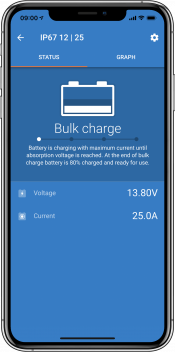 09:00
IP67 12 | 25
STATUS
GRAPH
Bulk charge
Battery is charging with maximum current until
absorption voltage is reached. At the end of bulk
charge battery is 80% charged and ready for use.
Voltage
13.80V
Current
25.0A